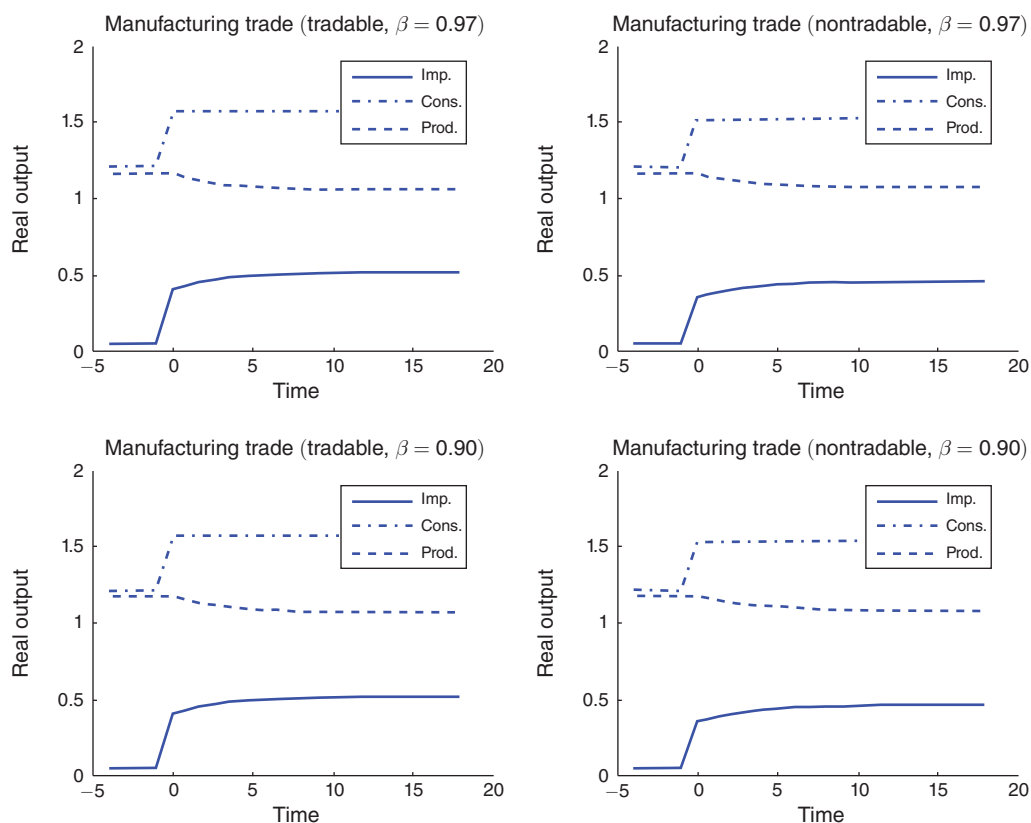 Manufacturing trade (tradable, β = 0.97)
2
1.5
1
0.5
0
Real output
−5
0
5
10
15
20
Time
Imp.
Cons.
Prod.
Manufacturing trade (nontradable, β = 0.97)
2
1.5
1
0.5
0
Real output
−5
0
5
10
15
20
Time
Imp.
Cons.
Prod.
Manufacturing trade (tradable, β = 0.90)
2
1.5
1
0.5
0
Real output
−5
0
5
10
15
20
Time
Imp.
Cons.
Prod.
Manufacturing trade (nontradable, β = 0.90)
2
1.5
1
0.5
0
Real output
−5
0
5
10
15
20
Time
Imp.
Cons.
Prod.